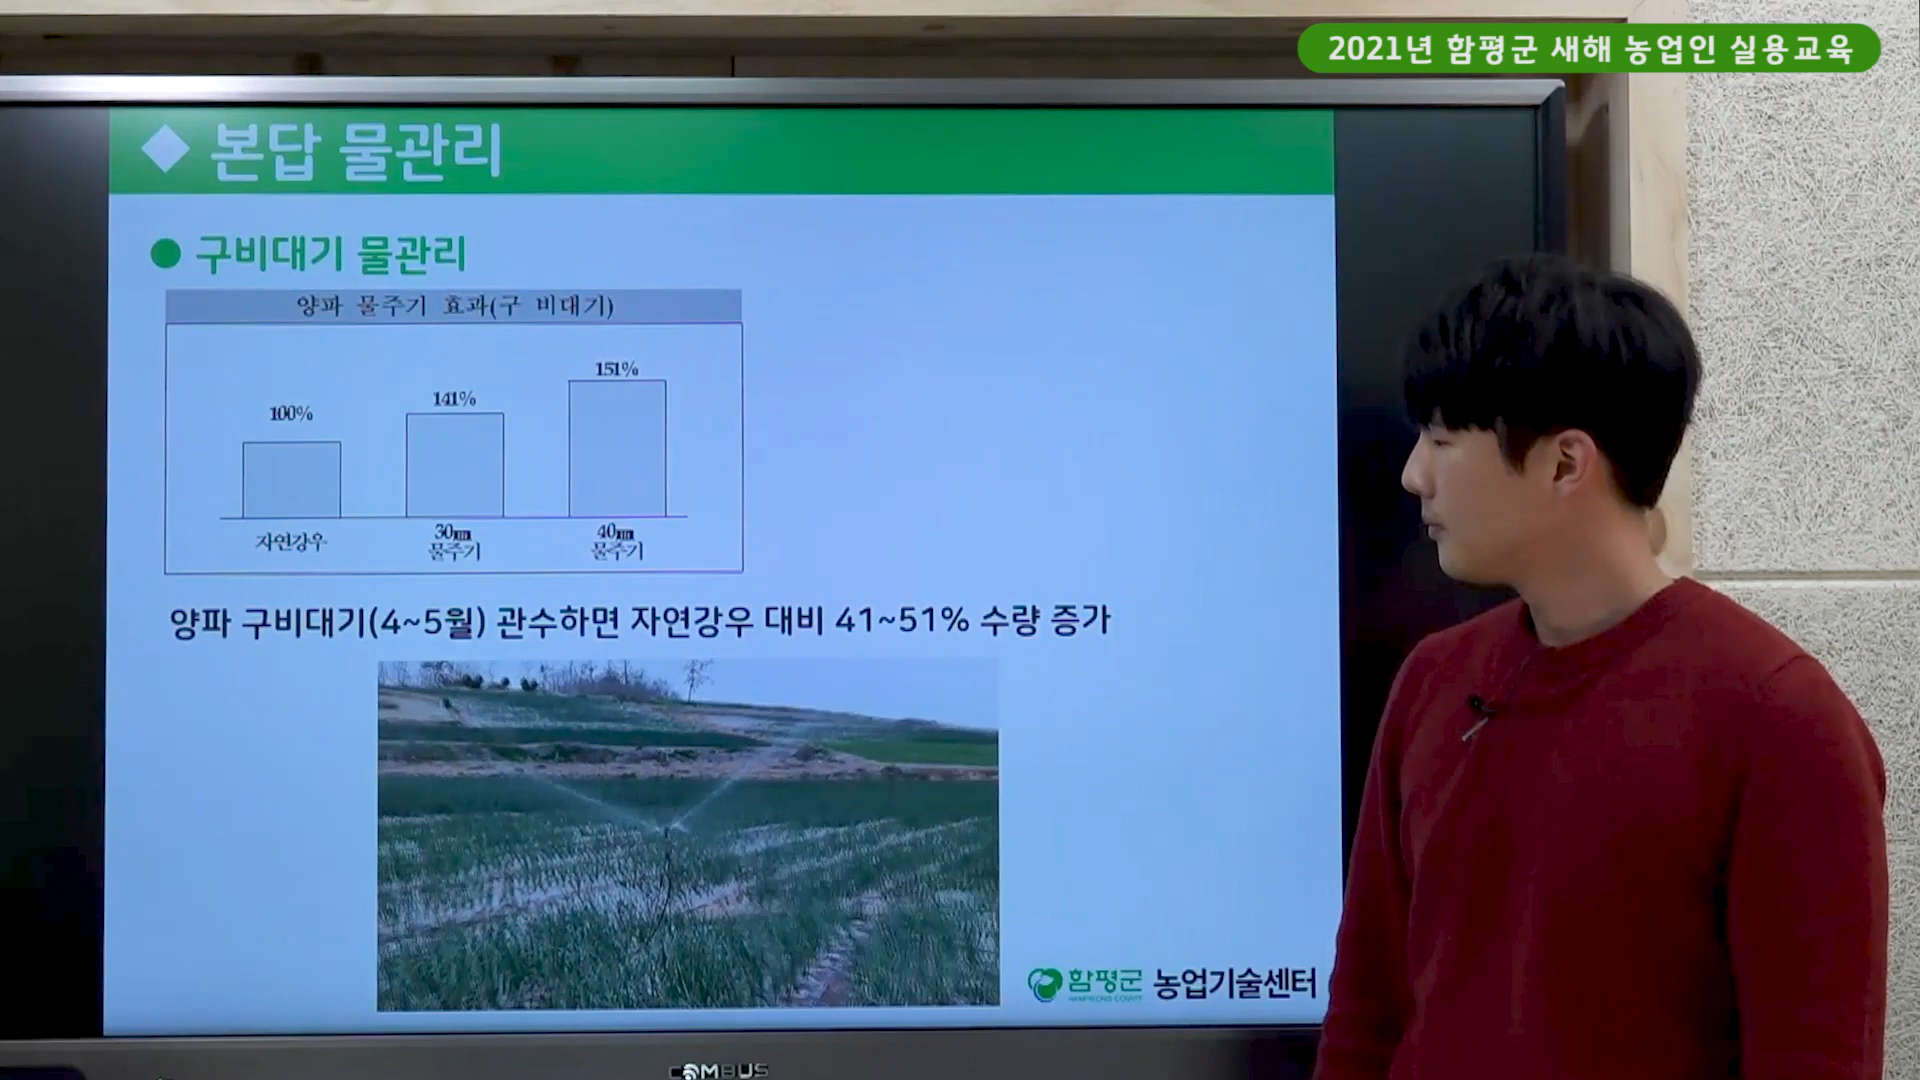 2021년 함평군 새해 농업인 실용교육
◆ 본답 물관리
● 구비대기 물관리
양파 물주기 효과(구 비대기)
100%
141%
151%
자연강우
30㎜
물주기
40㎜
물주기
양파 구비대기(4~5월) 관수하면 자연강우 대비 41~51% 수량 증가
함평군 농업기술센터
HAMPYEONG COUNTY
COMBUS